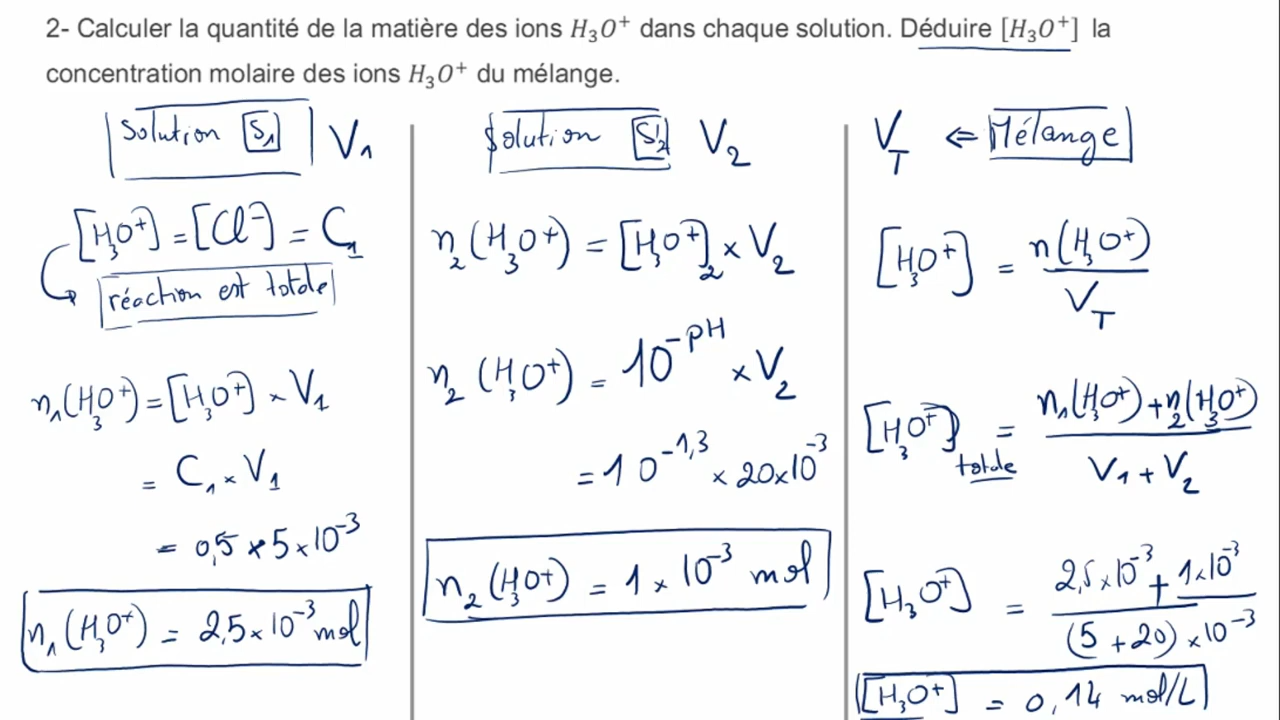 2- Calculer la quantité de la matière des ions H₃O⁺ dans chaque solution. Déduire [H₃O⁺] la
concentration molaire des ions H₃O⁺ du mélange.
Solution S₁ V₁
[H₃O⁺] = [Cl⁻] = C₁
réaction est totale
n₁(H₃O⁺) = [H₃O⁺] × V₁
= C₁ × V₁
= 0,5 × 5 × 10⁻³
n₁(H₃O⁺) = 2,5 × 10⁻³ mol
Solution S₂ V₂
n₂(H₃O⁺) = [H₃O⁺]₂ × V₂
n₂(H₃O⁺) = 10^-pH × V₂
= 10^-1,3 × 20 × 10⁻³
n₂(H₃O⁺) = 1 × 10⁻³ mol
V_T ⇐ Mélange
[H₃O⁺] = n(H₃O⁺) / V_T
[H₃O⁺] totale = n₁(H₃O⁺) + n₂(H₃O⁺) / V₁ + V₂
[H₃O⁺] = 2,5 × 10⁻³ + 1 × 10⁻³ / (5 + 20) × 10⁻³
[H₃O⁺] = 0,14 mol/L